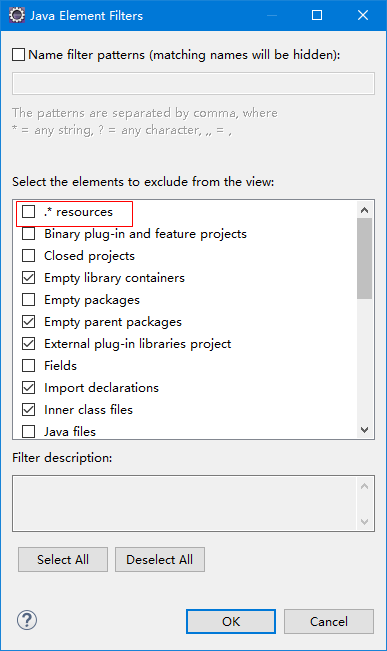 Java Element Filters
Name filter patterns (matching names will be hidden):
The patterns are separated by comma, where
* = any string, ? = any character, ,, = ,
Select the elements to exclude from the view:
.* resources
Binary plug-in and feature projects
Closed projects
Empty library containers
Empty packages
Empty parent packages
External plug-in libraries project
Fields
Import declarations
Inner class files
Java files
Filter description:
Select All Deselect All
? OK Cancel